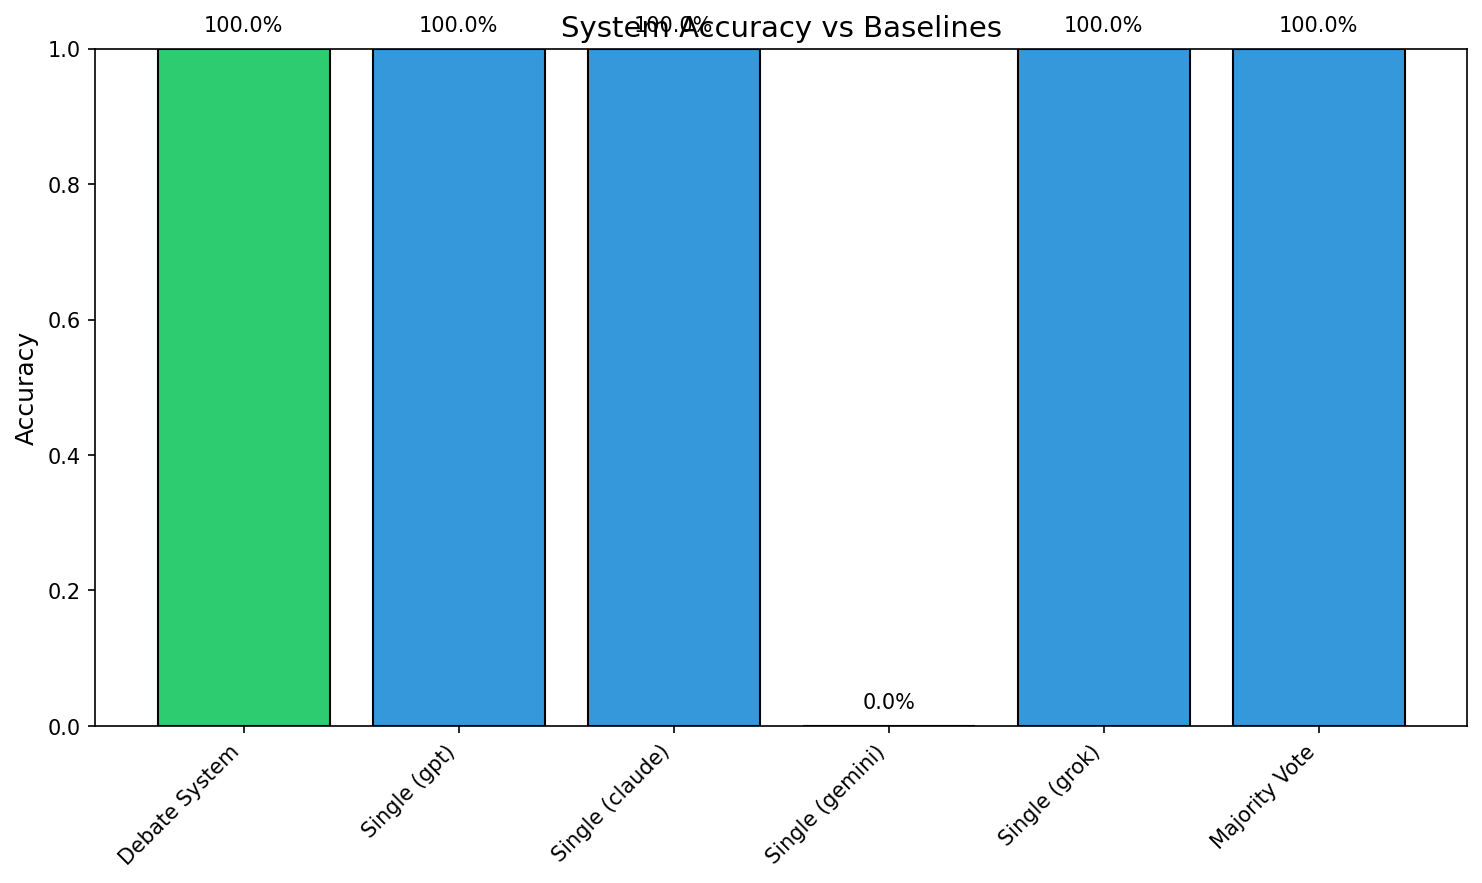 System Accuracy vs Baselines
100.0%
100.0%
100.0%
0.0%
100.0%
100.0%
Accuracy
1.0
0.8
0.6
0.4
0.2
0.0
Debate System
Single (gpt)
Single (claude)
Single (gemini)
Single (grok)
Majority Vote